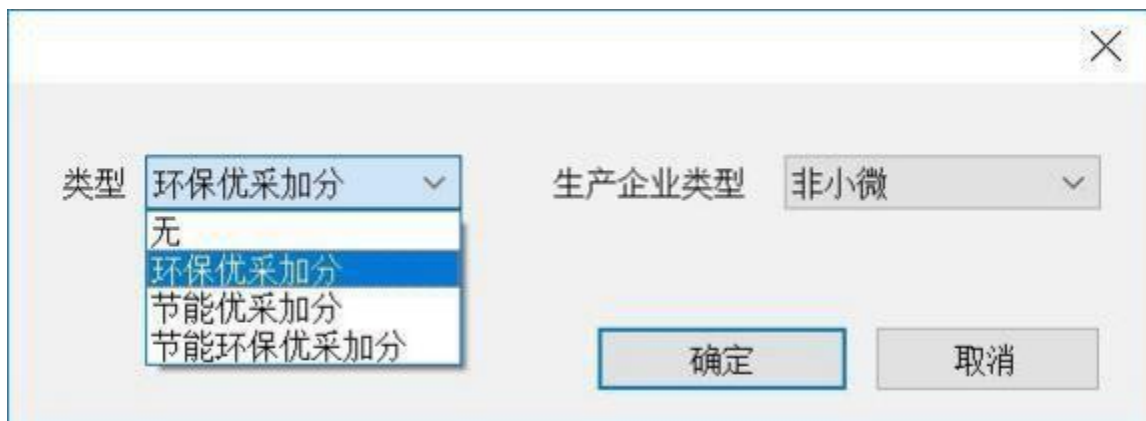 类型 环保优采加分 生产企业类型 非小微
无
环保优采加分
节能优采加分
节能环保优采加分
确定 取消